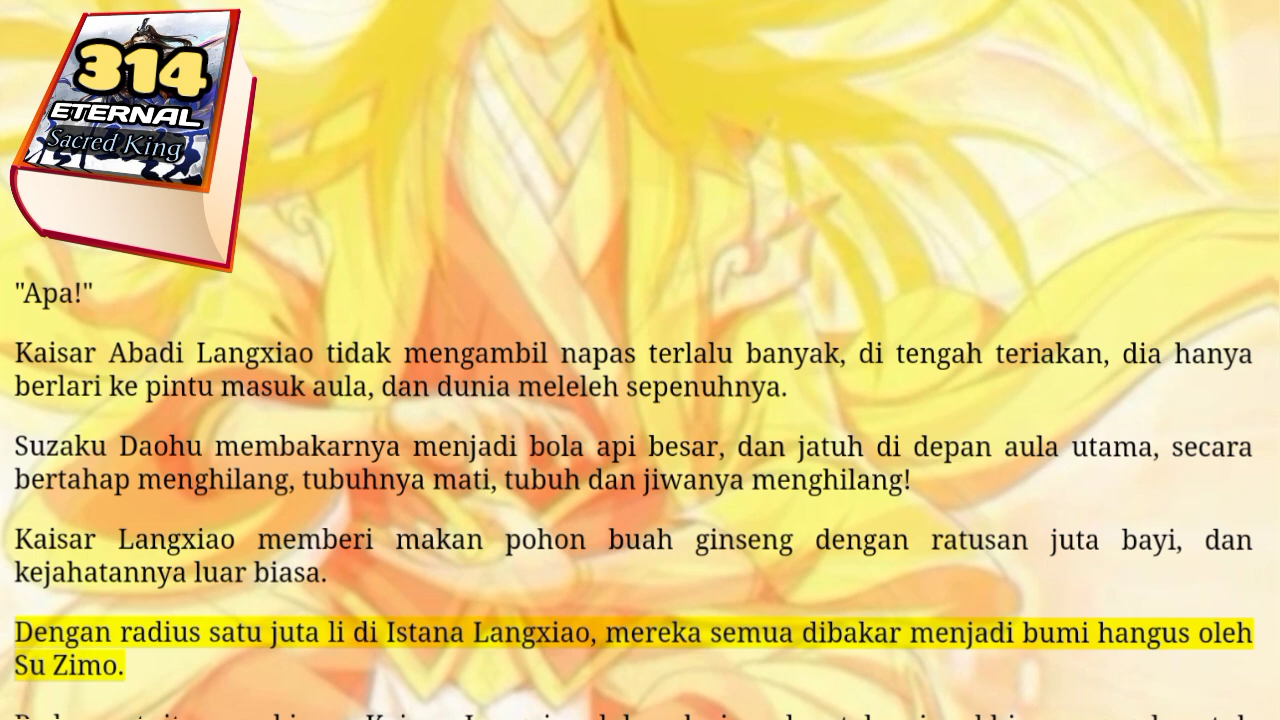 314
ETERNAL
Sacred King
"Apa!"
Kaisar Abadi Langxiao tidak mengambil napas terlalu banyak, di tengah teriakan, dia hanya
berlari ke pintu masuk aula, dan dunia meleleh sepenuhnya.
Suzaku Daohu membakarnya menjadi bola api besar, dan jatuh di depan aula utama, secara
bertahap menghilang, tubuhnya mati, tubuh dan jiwanya menghilang!
Kaisar Langxiao memberi makan pohon buah ginseng dengan ratusan juta bayi, dan
kejahatannya luar biasa.
Dengan radius satu juta li di Istana Langxiao, mereka semua dibakar menjadi bumi hangus oleh
Su Zimo.